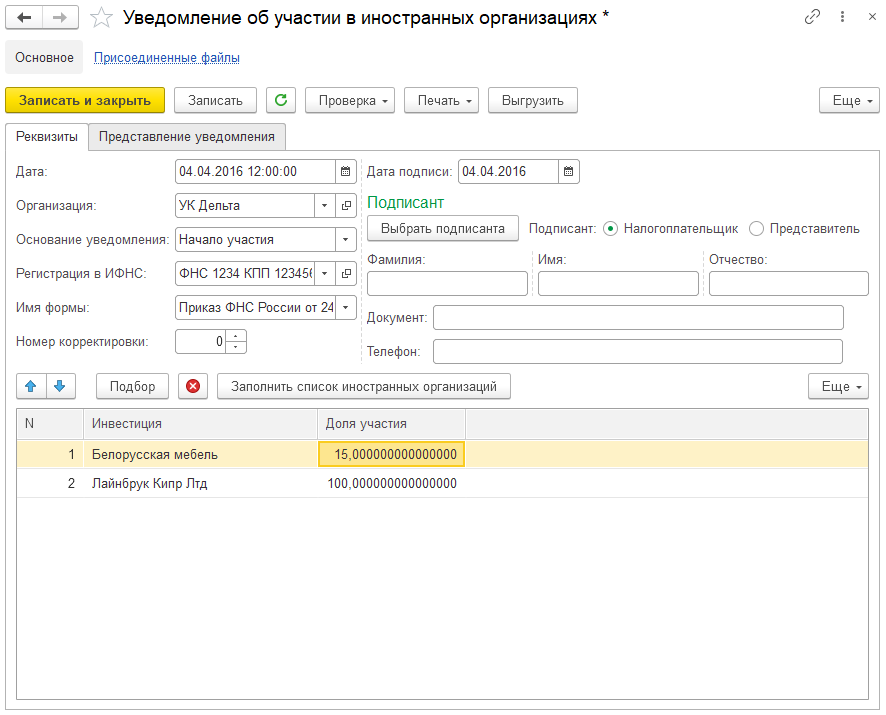 Уведомление об участии в иностранных организациях *
Основное Присоединенные файлы
Записать и закрыть Записать Проверка Печать Выгрузить Еще
Реквизиты Представление уведомления
Дата: 04.04.2016 12:00:00 Дата подписи: 04.04.2016
Организация: УК Дельта Подписант
Выбрать подписанта Подписант: Налогоплательщик Представитель
Основание уведомления: Начало участия
Фамилия: Имя: Отчество:
Регистрация в ИФНС: ФНС 1234 КПП 123456
Имя формы: Приказ ФНС России от 24
Документ:
Номер корректировки: 0
Телефон:
Подбор Заполнить список иностранных организаций Еще
N Инвестиция Доля участия
1 Белорусская мебель 15,000000000000000
2 Лайнбрук Кипр Лтд 100,000000000000000